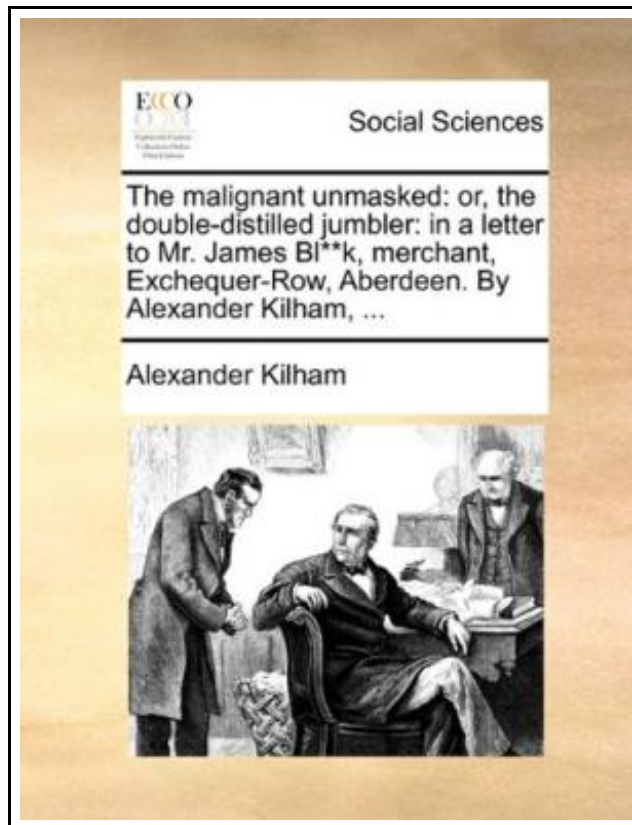 ECCO
Social Sciences
The malignant unmasked: or, the
double-distilled jumbler: in a letter
to Mr. James Bl**k, merchant,
Exchequer-Row, Aberdeen. By
Alexander Kilham, ...
Alexander Kilham